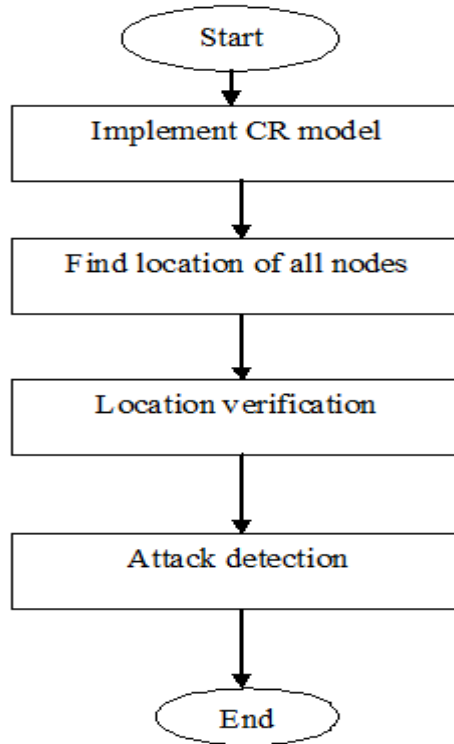 Start
Implement CR model
Find location of all nodes
Location verification
Attack detection
End